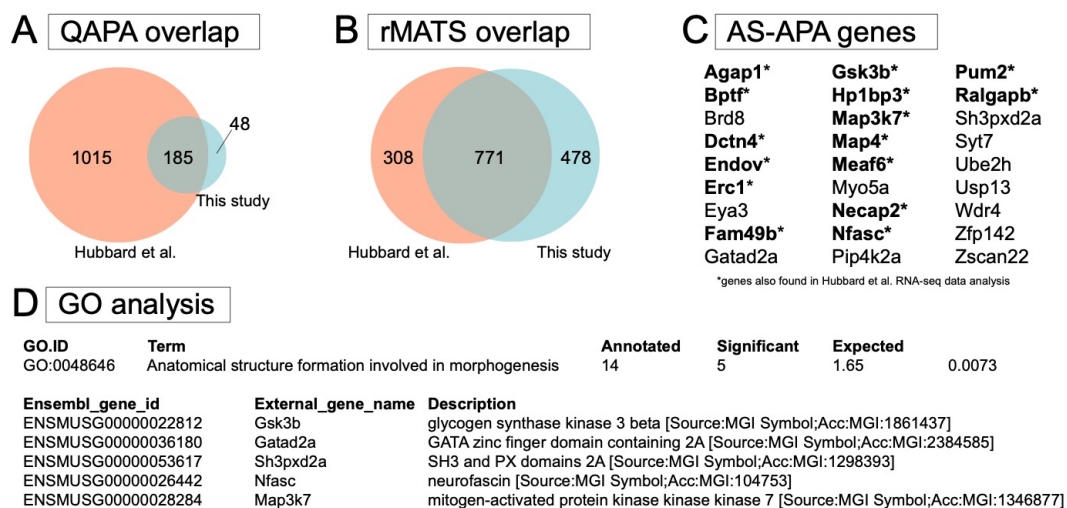 A QAPA overlap
1015 185 48
This study
Hubbard et al.
B rMATS overlap
308 771 478
Hubbard et al. This study
C AS-APA genes
Agap1* Gsk3b* Pum2*
Bptf* Hp1bp3* Ralgapb*
Brd8 Map3k7* Sh3pxd2a
Dctn4* Map4* Syt7
Endov* Meaf6* Ube2h
Erc1* Myo5a Usp13
Eya3 Necap2* Wdr4
Fam49b* Nfasc* Zfp142
Gatad2a Pip4k2a Zscan22
*genes also found in Hubbard et al. RNA-seq data analysis
D GO analysis
GO.ID Term Annotated Significant Expected
GO:0048646 Anatomical structure formation involved in morphogenesis 14 5 1.65 0.0073
Ensembl_gene_id External_gene_name Description
ENSMUSG00000022812 Gsk3b glycogen synthase kinase 3 beta [Source:MGI Symbol;Acc:MGI:1861437]
ENSMUSG00000036180 Gatad2a GATA zinc finger domain containing 2A [Source:MGI Symbol;Acc:MGI:2384585]
ENSMUSG00000053617 Sh3pxd2a SH3 and PX domains 2A [Source:MGI Symbol;Acc:MGI:1298393]
ENSMUSG00000026442 Nfasc neurofascin [Source:MGI Symbol;Acc:MGI:104753]
ENSMUSG00000028284 Map3k7 mitogen-activated protein kinase kinase kinase 7 [Source:MGI Symbol;Acc:MGI:1346877]